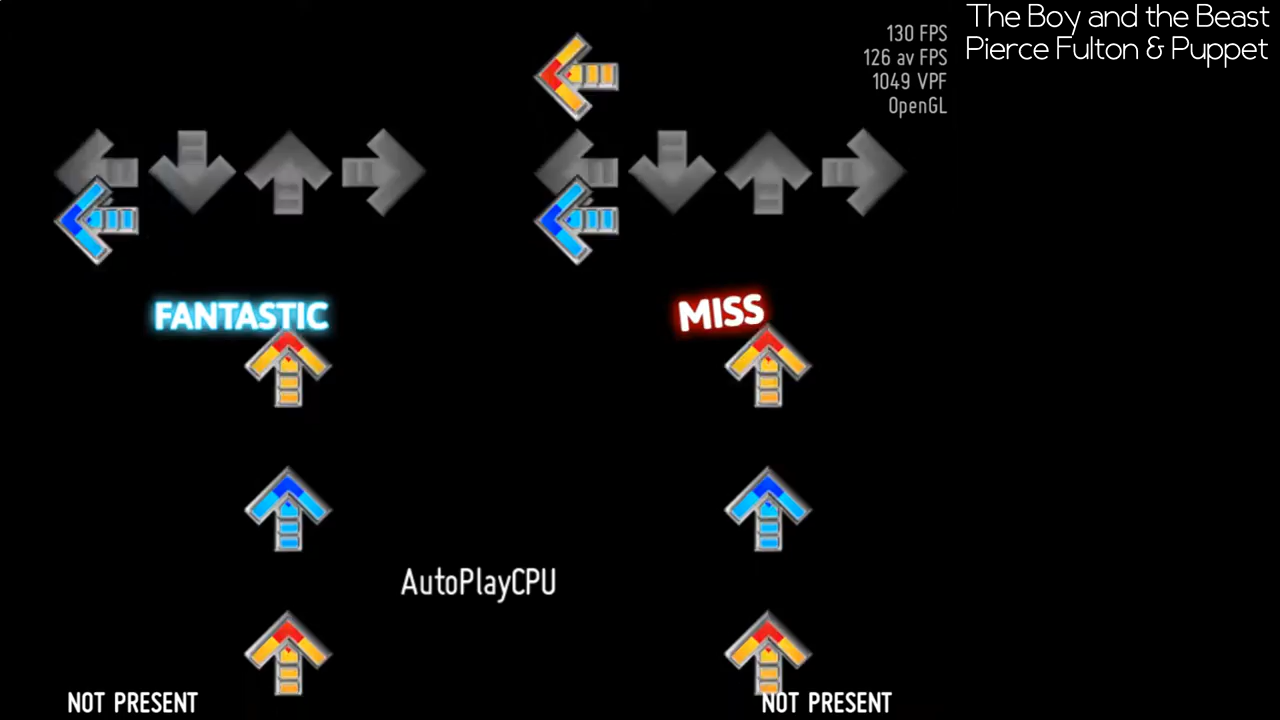 The Boy and the Beast
Pierce Fulton & Puppet
130 FPS
126 av FPS
1049 VPF
OpenGL
FANTASTIC
MISS
AutoPlayCPU
NOT PRESENT
NOT PRESENT